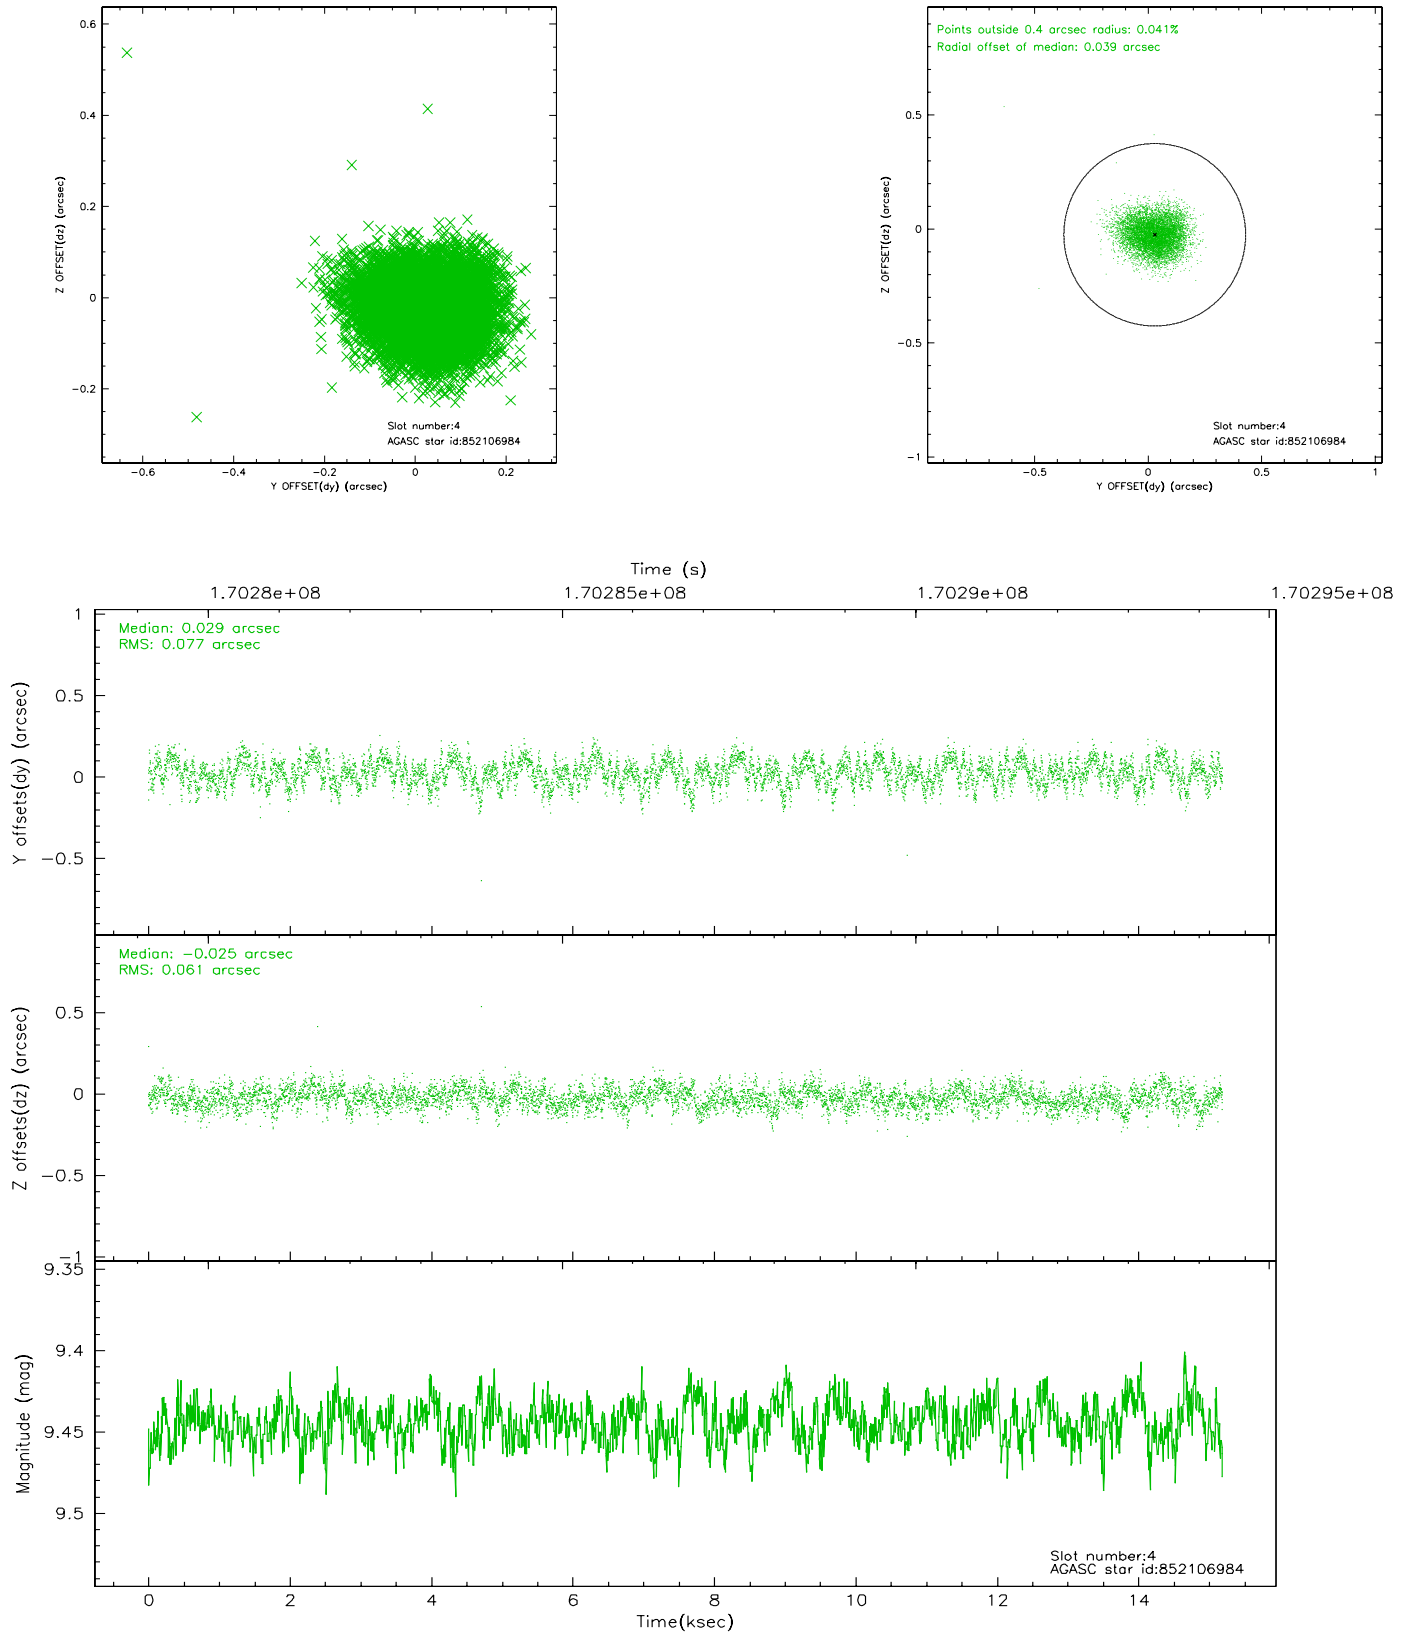 0.6
0.4
0.2
0
−0.2
Z OFFSET(dz) (arcsec)
Slot number:4
AGASC star id:852106984
−0.6 −0.4 −0.2 0 0.2
Y OFFSET(dy) (arcsec)
Points outside 0.4 arcsec radius: 0.041%
Radial offset of median: 0.039 arcsec
0.5
0
−0.5
−1
Z OFFSET(dz) (arcsec)
Slot number:4
AGASC star id:852106984
−0.5 0 0.5 1
Y OFFSET(dy) (arcsec)
Time (s)
1.7028e+08 1.70285e+08 1.7029e+08 1.70295e+08
Median: 0.029 arcsec
RMS: 0.077 arcsec
1
0.5
0
−0.5
Y offsets(dy) (arcsec)
Median: −0.025 arcsec
RMS: 0.061 arcsec
0.5
0
−0.5
−1
Z offsets(dz) (arcsec)
9.35
9.4
9.45
9.5
Magnitude (mag)
Slot number:4
AGASC star id:852106984
0 2 4 6 8 10 12 14
Time(ksec)